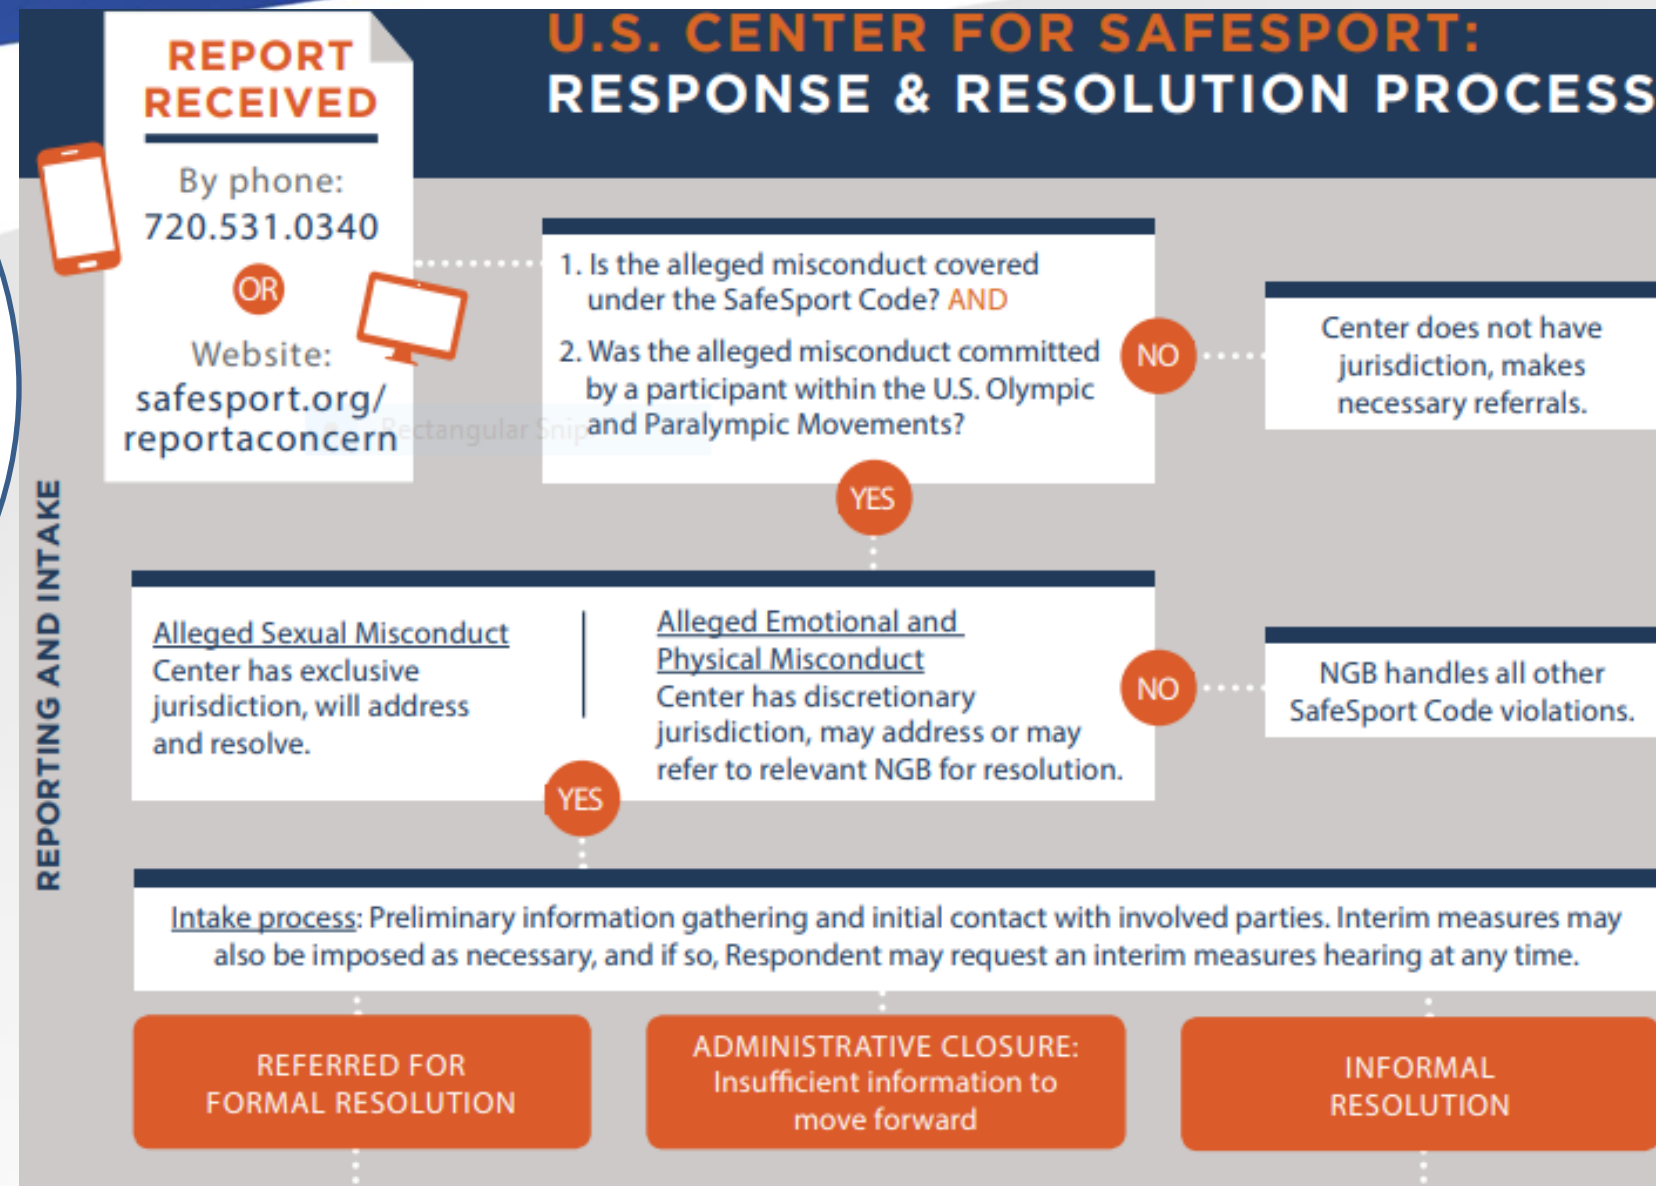 REPORT
RECEIVED
By phone:
720.531.0340
OR
Website:
safesport.org/
reportaconcern
U.S. CENTER FOR SAFESPORT:
RESPONSE & RESOLUTION PROCESS
1. Is the alleged misconduct covered
under the SafeSport Code? AND
2. Was the alleged misconduct committed
by a participant within the U.S. Olympic
and Paralympic Movements?
Rectangular Snip
NO
Center does not have
jurisdiction, makes
necessary referrals.
YES
REPORTING AND INTAKE
Alleged Sexual Misconduct
Center has exclusive
jurisdiction, will address
and resolve.
Alleged Emotional and
Physical Misconduct
Center has discretionary
jurisdiction, may address or may
refer to relevant NGB for resolution.
NO
NGB handles all other
SafeSport Code violations.
YES
Intake process: Preliminary information gathering and initial contact with involved parties. Interim measures may
also be imposed as necessary, and if so, Respondent may request an interim measures hearing at any time.
REFERRED FOR
FORMAL RESOLUTION
ADMINISTRATIVE CLOSURE:
Insufficient information to
move forward
INFORMAL
RESOLUTION